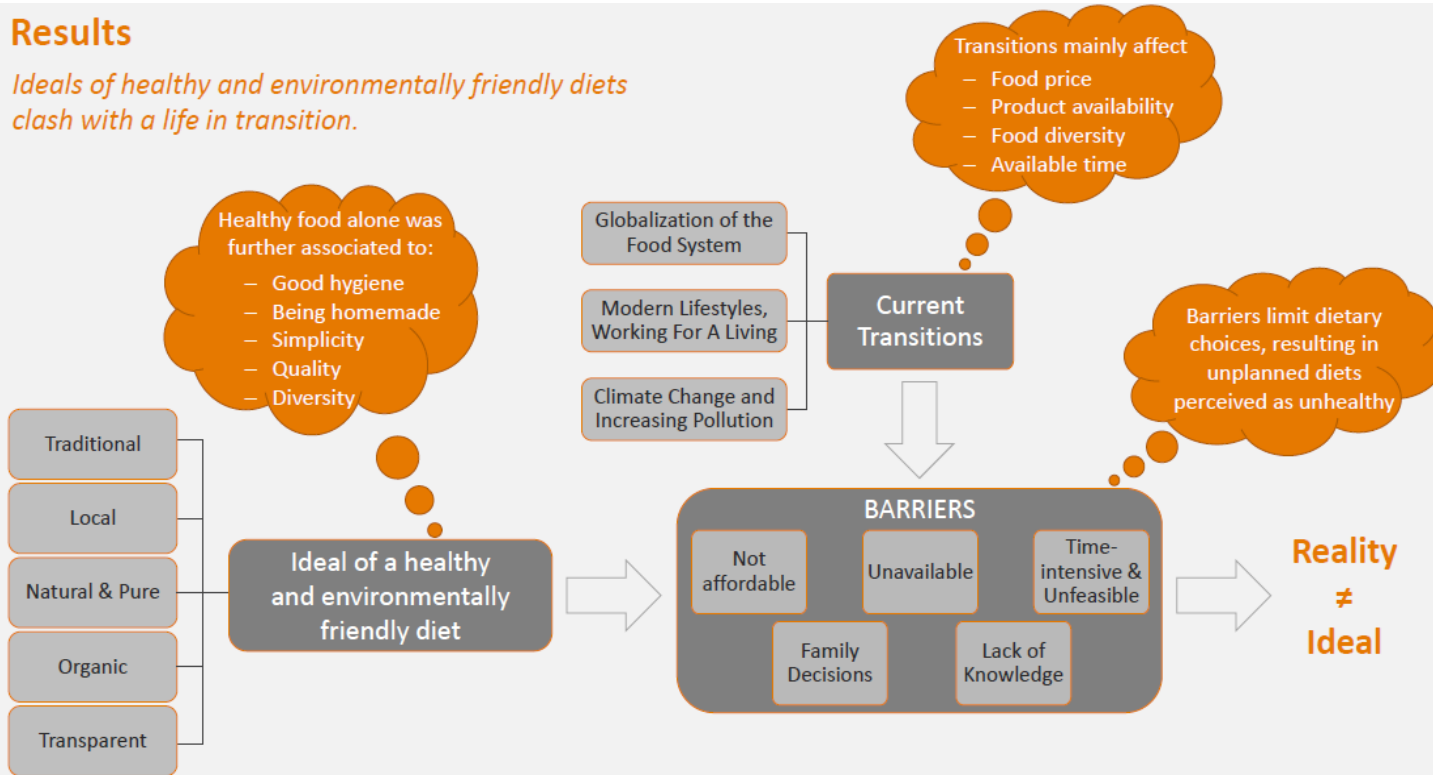 Results
Ideals of healthy and environmentally friendly diets
clash with a life in transition.
Transitions mainly affect
– Food price
– Product availability
– Food diversity
– Available time
Healthy food alone was
further associated to:
– Good hygiene
– Being homemade
– Simplicity
– Quality
– Diversity
Globalization of the
Food System
Modern Lifestyles,
Working For A Living
Climate Change and
Increasing Pollution
Current
Transitions
Barriers limit dietary
choices, resulting in
unplanned diets
perceived as unhealthy
Traditional
Local
Natural & Pure
Organic
Transparent
Ideal of a healthy
and environmentally
friendly diet
BARRIERS
Not
affordable
Unavailable
Time-
intensive &
Unfeasible
Family
Decisions
Lack of
Knowledge
Reality
≠
Ideal